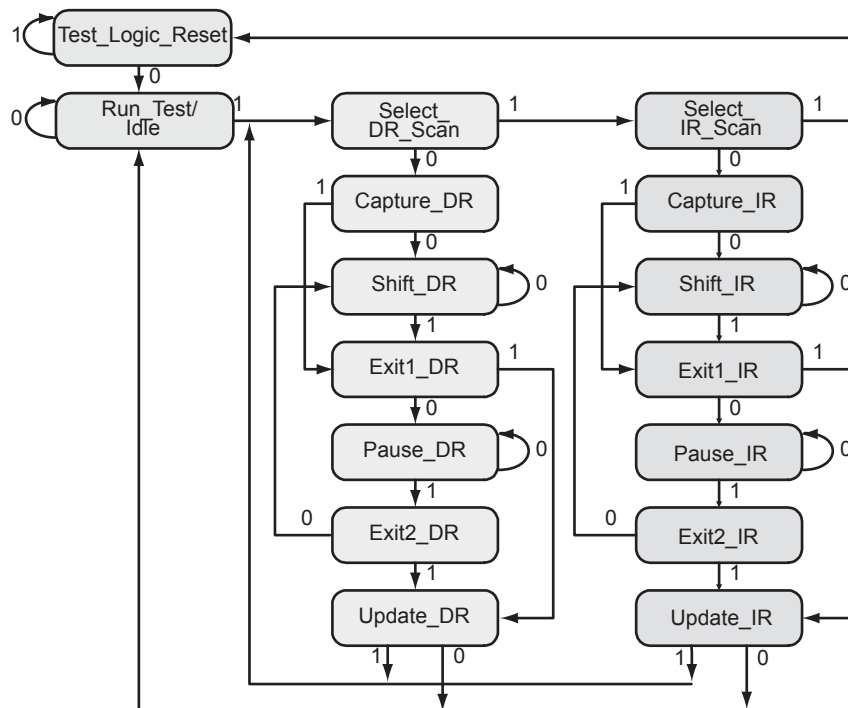 Test_Logic_Reset
1
0
Run_Test/
Idle
0
1
Select_
DR_Scan
1
Select_
IR_Scan
1
0
0
1
Capture_DR
1
Capture_IR
0
0
Shift_DR
0
Shift_IR
0
1
1
Exit1_DR
1
Exit1_IR
1
0
0
Pause_DR
0
Pause_IR
0
1
1
0
Exit2_DR
0
Exit2_IR
1
1
Update_DR
Update_IR
1
0
1
0